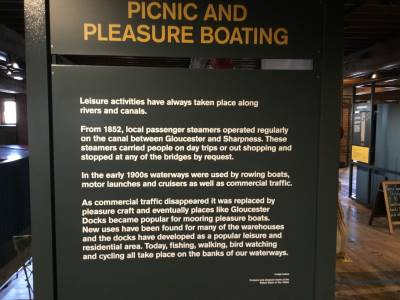 PICNIC AND
PLEASURE BOATING
Leisure activities have always taken place along
rivers and canals.
From 1852, local passenger steamers operated regularly
on the canal between Gloucester and Sharpness. These
steamers carried people on day trips or out shopping and
stopped at any of the bridges by request.
In the early 1900s waterways were used by rowing boats,
motor launches and cruisers as well as commercial traffic.
As commercial traffic disappeared it was replaced by
pleasure craft and eventually places like Gloucester
Docks became popular for mooring pleasure boats.
New uses have been found for many of the warehouses
and the docks have developed as a popular leisure and
residential area. Today, fishing, walking, bird watching
and cycling all take place on the banks of our waterways.